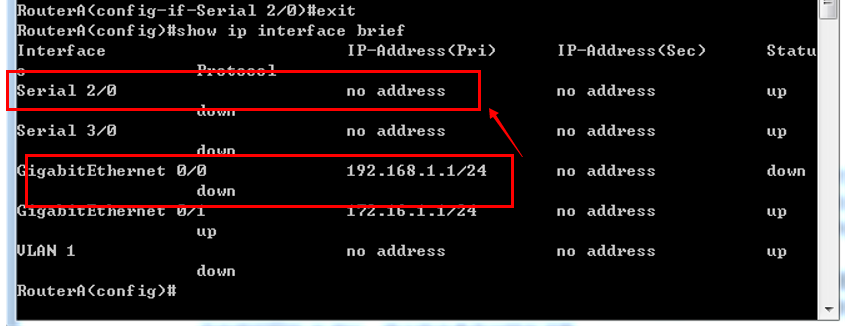 RouterA(config-if-Serial 2/0)#exit
RouterA(config)#show ip interface brief
Interface IP-Address(Pri) IP-Address(Sec) Statu
s Protocol
Serial 2/0 no address no address up
down
Serial 3/0 no address no address up
down
GigabitEthernet 0/0 192.168.1.1/24 no address down
down
GigabitEthernet 0/1 172.16.1.1/24 no address up
up
VLAN 1 no address no address up
down
RouterA(config)#